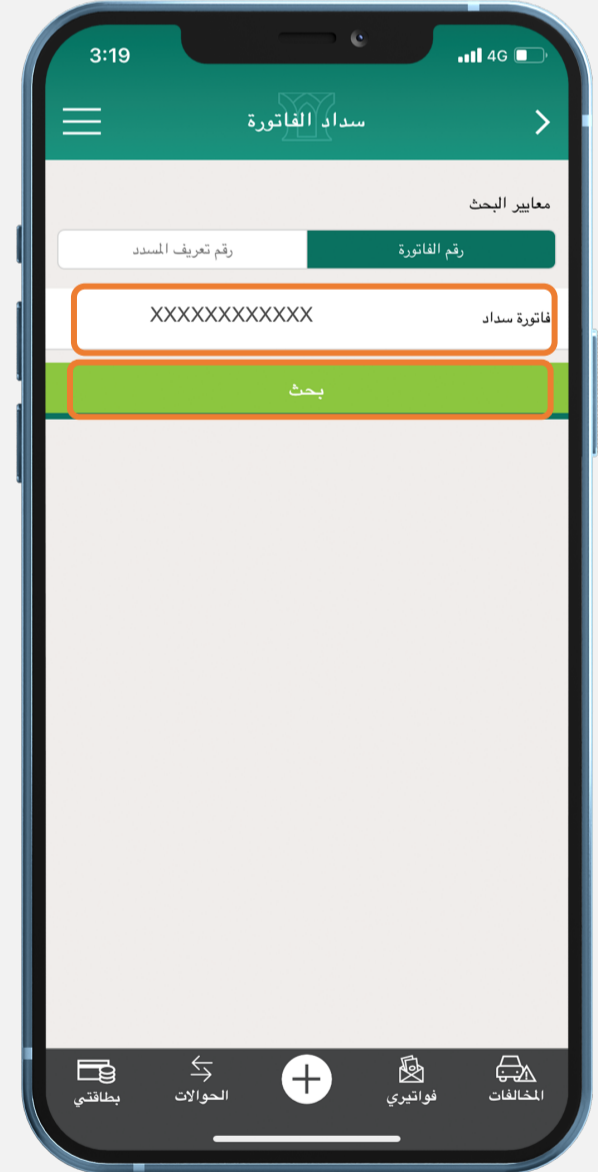 3:19
4G
سداد الفاتورة
معايير البحث
رقم الفاتورة
رقم تعريف المسدد
فاتورة سداد
XXXXXXXXXXXX
بحث
المخالفات
فواتيري
الحوالات
بطاقتي